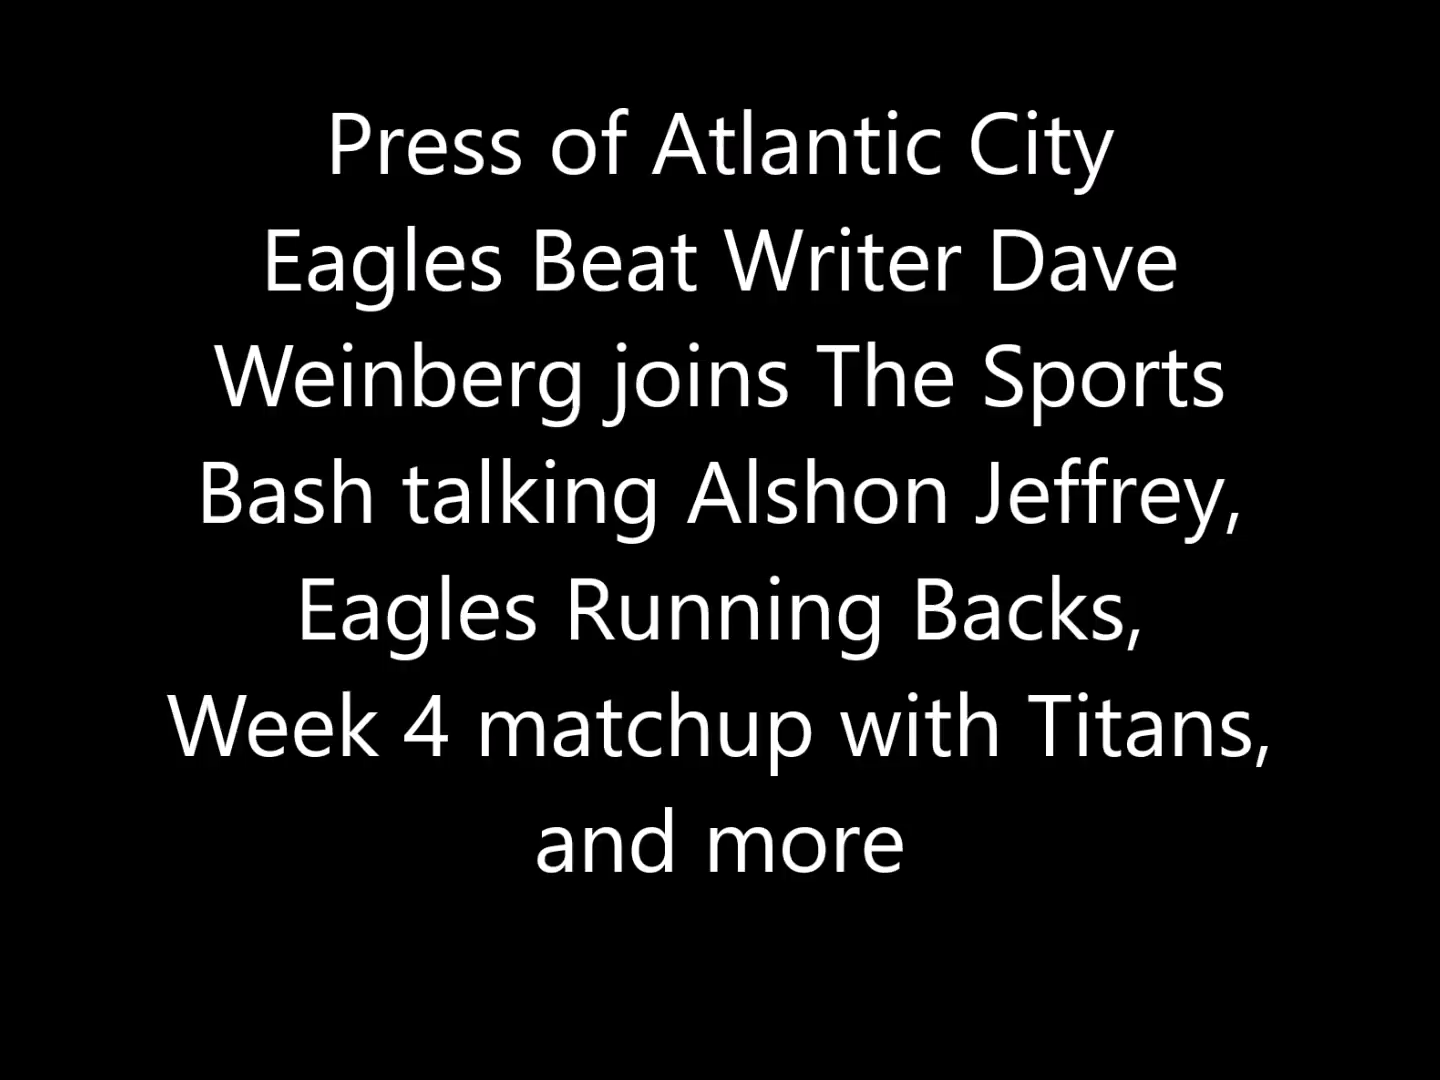 Press of Atlantic City
Eagles Beat Writer Dave
Weinberg joins The Sports
Bash talking Alshon Jeffrey,
Eagles Running Backs,
Week 4 matchup with Titans,
and more